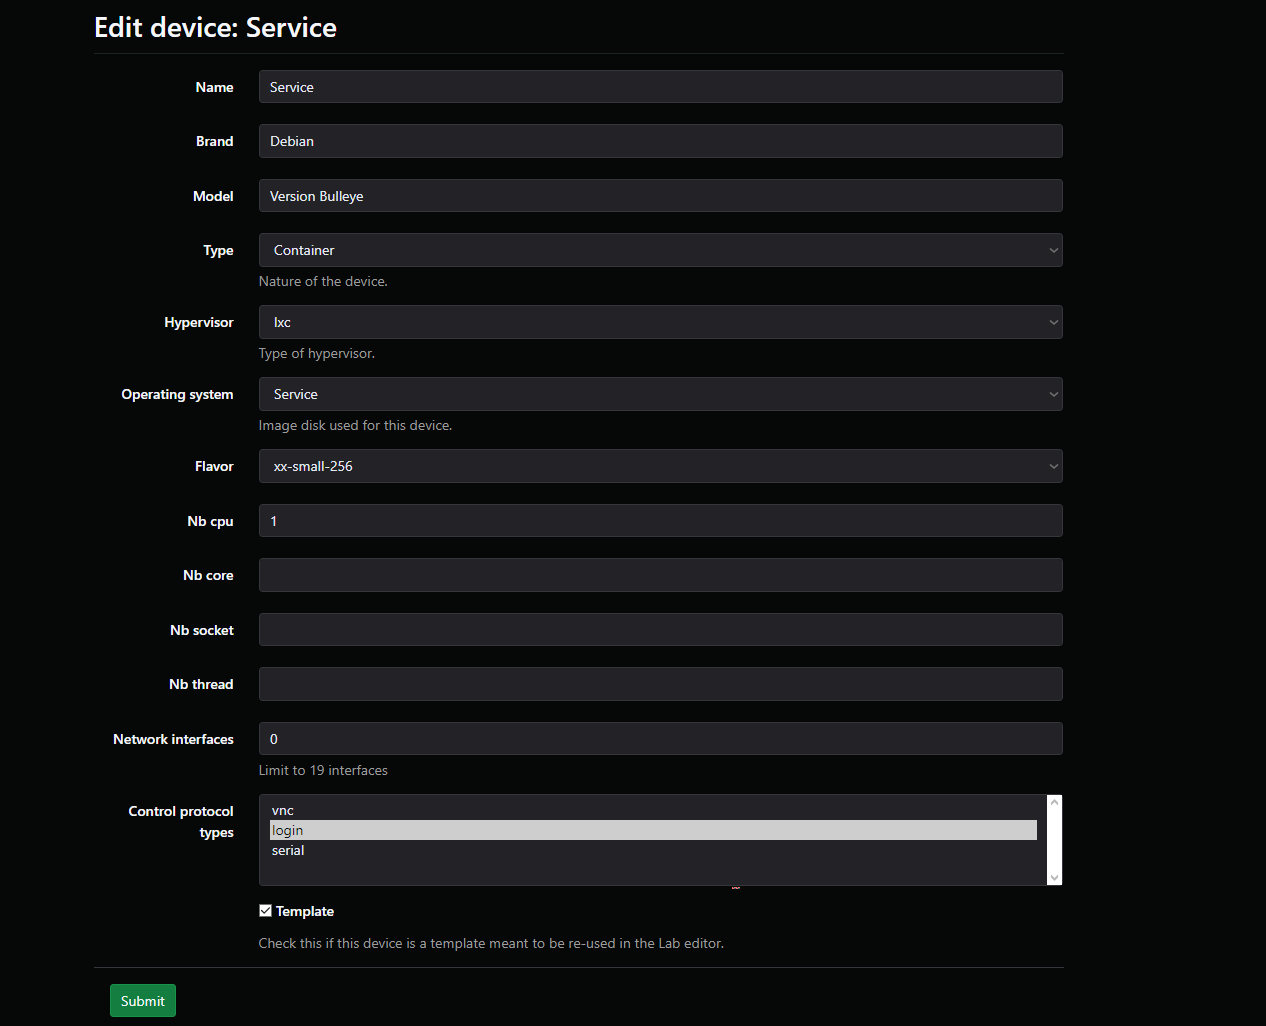 Edit device: Service
Name
Service
Brand
Debian
Model
Version Bulleye
Type
Container
Nature of the device.
Hypervisor
lxc
Type of hypervisor.
Operating system
Service
Image disk used for this device.
Flavor
xx-small-256
Nb cpu
1
Nb core
Nb socket
Nb thread
Network interfaces
0
Limit to 19 interfaces
Control protocol
types
vnc
login
serial
Template
Check this if this device is a template meant to be re-used in the Lab editor.
Submit